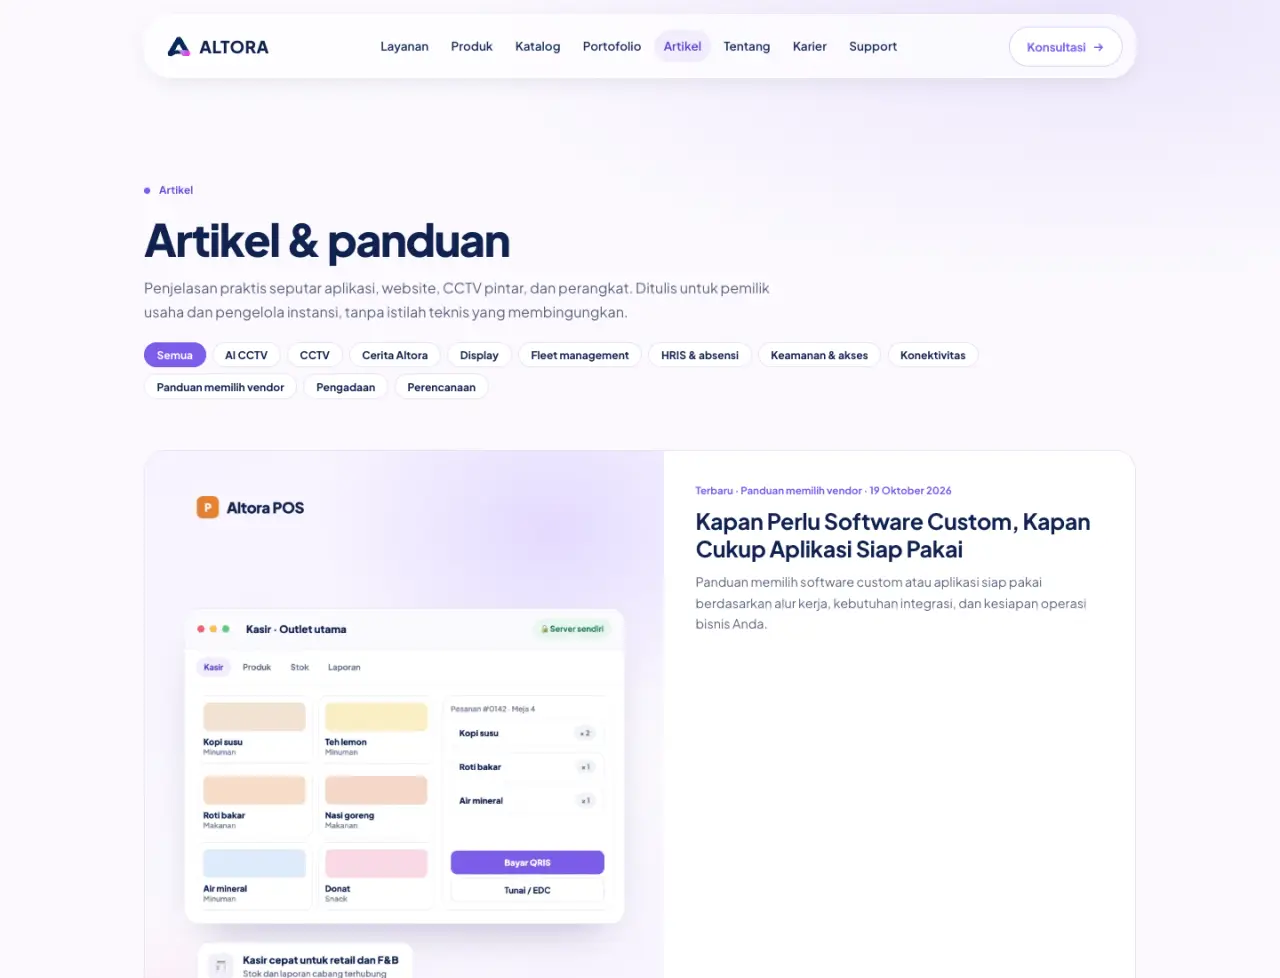 ALTORA
Layanan
Produk
Katalog
Portofolio
Artikel
Tentang
Karier
Support
Konsultasi →
Artikel
Artikel & panduan
Penjelasan praktis seputar aplikasi, website, CCTV pintar, dan perangkat. Ditulis untuk pemilik
usaha dan pengelola instansi, tanpa istilah teknis yang membingungkan.
Semua
AI CCTV
CCTV
Cerita Altora
Display
Fleet management
HRIS & absensi
Keamanan & akses
Konektivitas
Panduan memilih vendor
Pengadaan
Perencanaan
P
Altora POS
Kasir · Outlet utama
Server sendiri
Kasir
Produk
Stok
Laporan
Kopi susu
Minuman
Teh lemon
Minuman
Roti bakar
Makanan
Nasi goreng
Makanan
Air mineral
Minuman
Donat
Snack
Pesanan #0142 · Meja 4
Kopi susu
×2
Roti bakar
×1
Air mineral
×1
Bayar QRIS
Tunai / EDC
Kasir cepat untuk retail dan F&B
Stok dan laporan cabang terhubung
Terbaru · Panduan memilih vendor · 19 Oktober 2026
Kapan Perlu Software Custom, Kapan
Cukup Aplikasi Siap Pakai
Panduan memilih software custom atau aplikasi siap pakai
berdasarkan alur kerja, kebutuhan integrasi, dan kesiapan operasi
bisnis Anda.